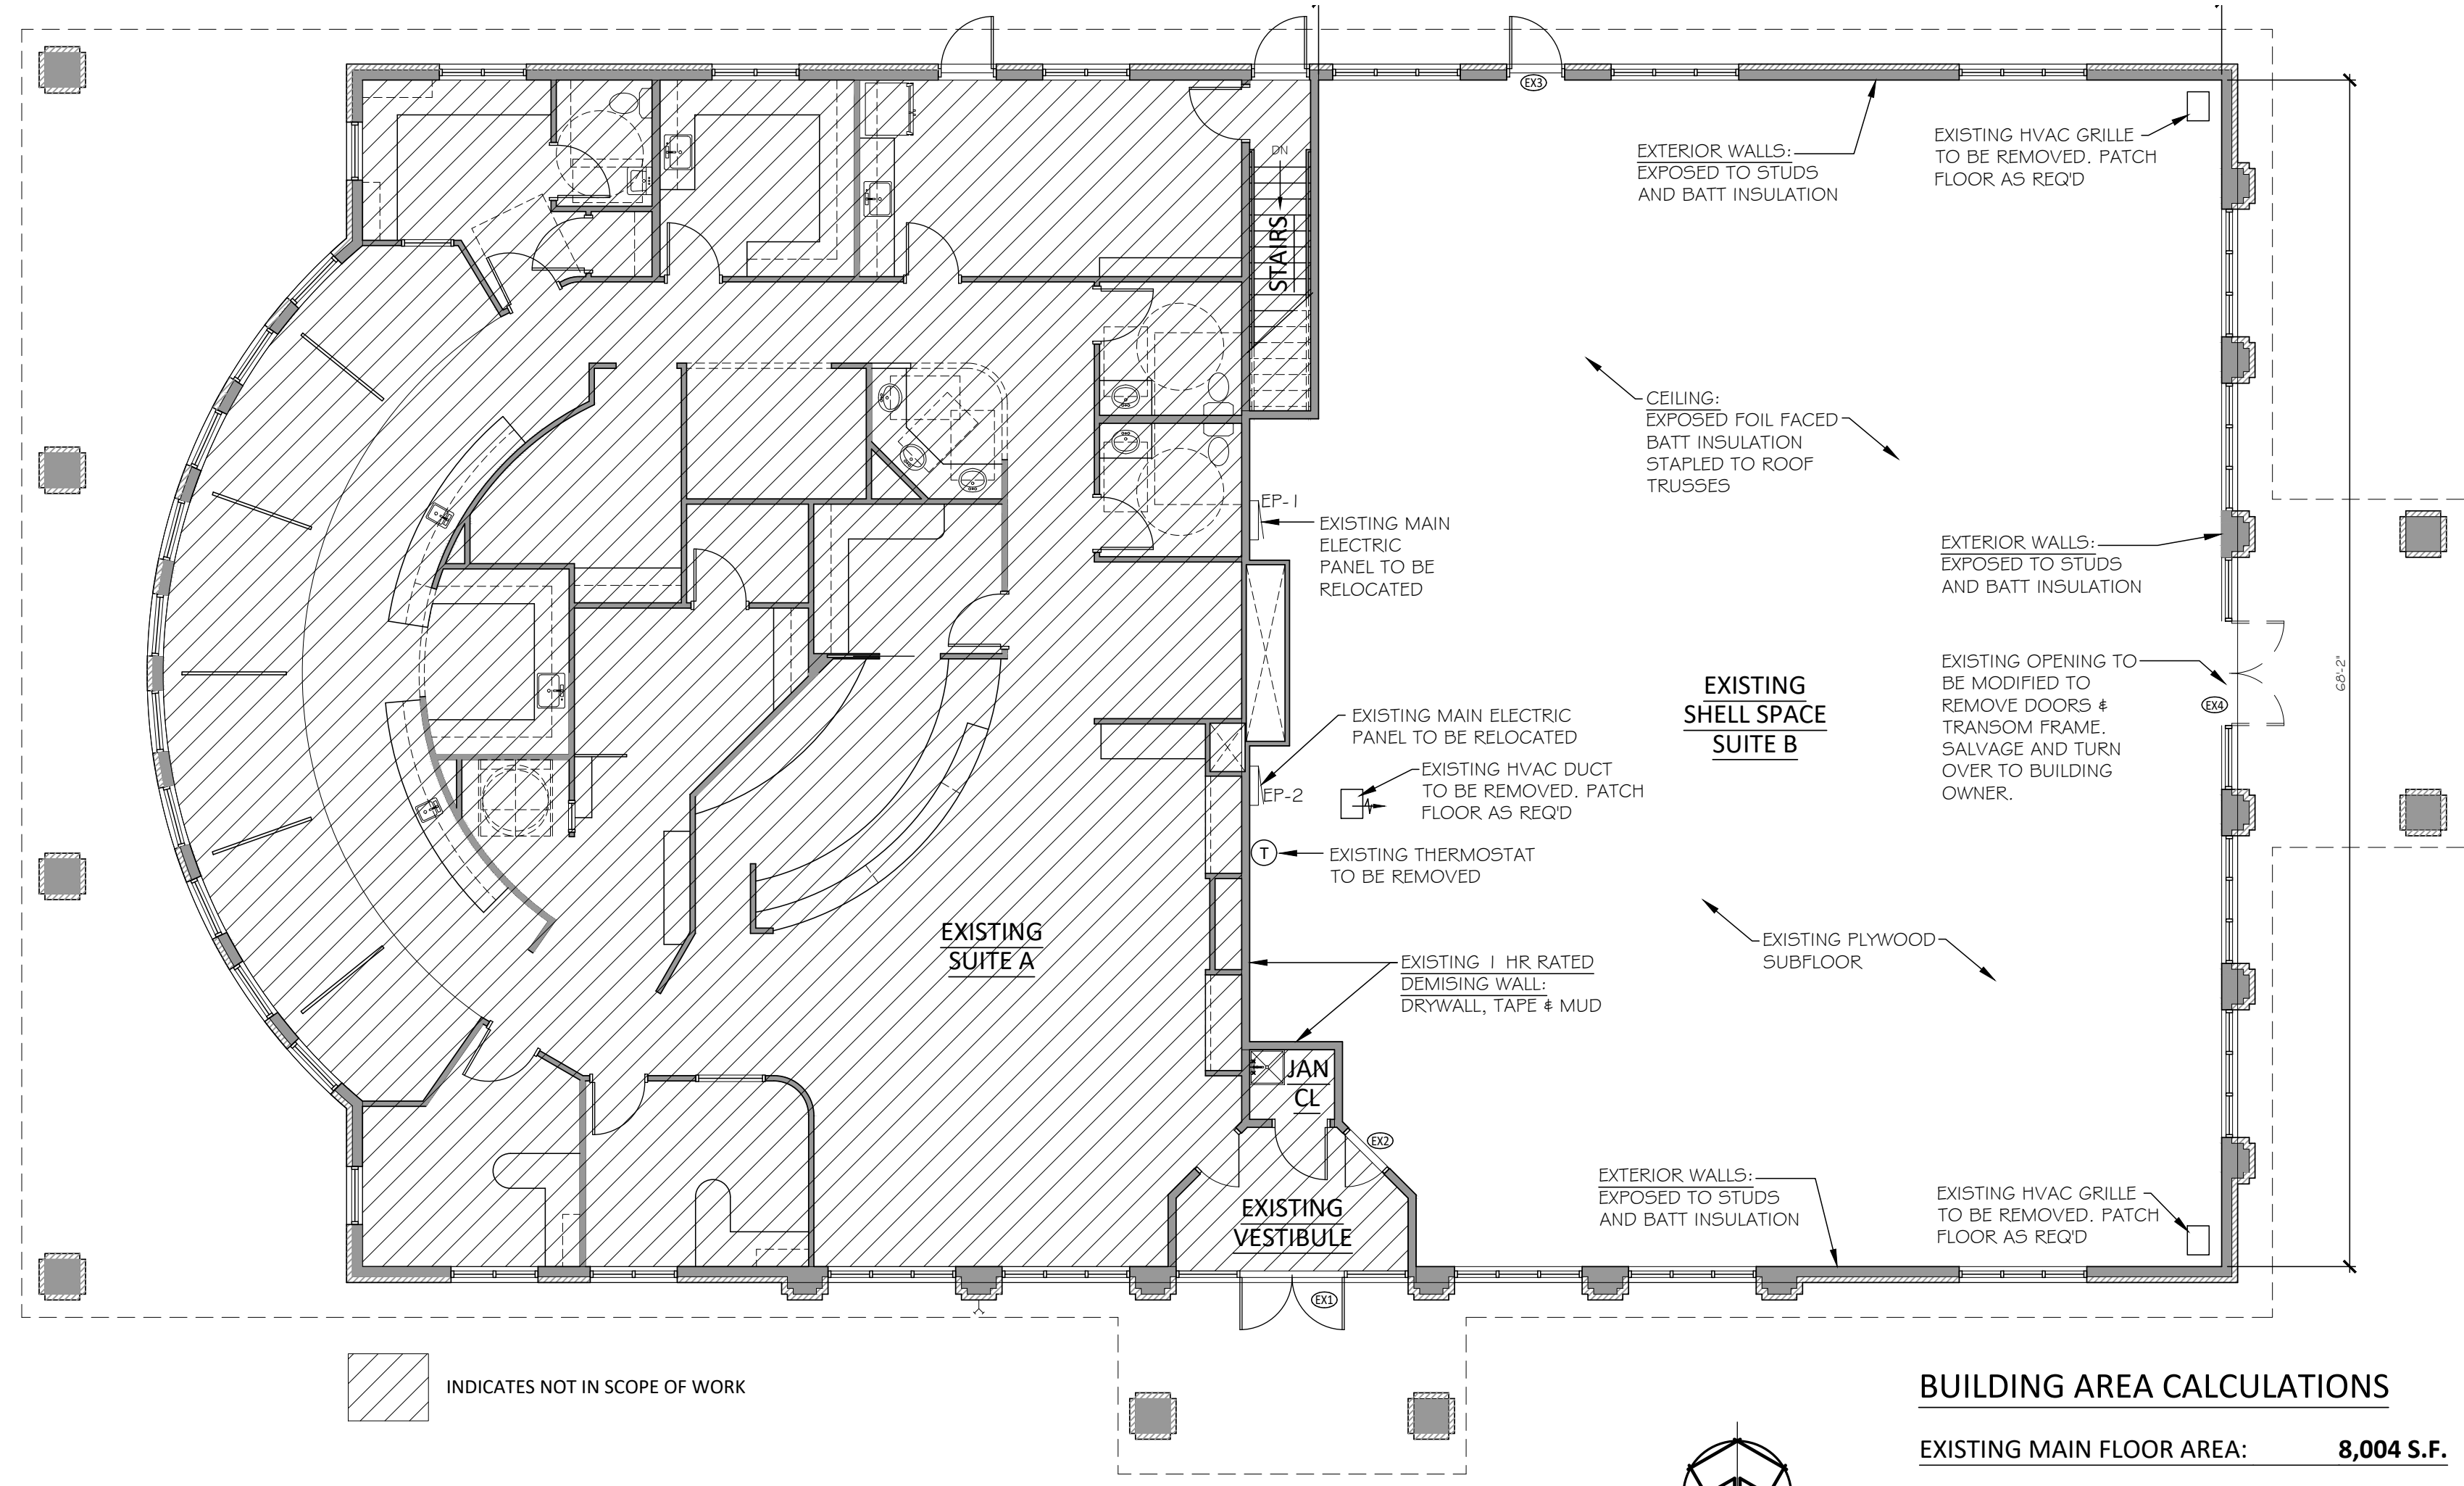 EX3
EXTERIOR WALLS:
EXPOSED TO STUDS
AND BATT INSULATION
EXISTING HVAC GRILLE
TO BE REMOVED. PATCH
FLOOR AS REQ'D
DN
STAIRS
CEILING:
EXPOSED FOIL FACED
BATT INSULATION
STAPLED TO ROOF
TRUSSES
EP-1
EXISTING MAIN
ELECTRIC
PANEL TO BE
RELOCATED
EXTERIOR WALLS:
EXPOSED TO STUDS
AND BATT INSULATION
EXISTING OPENING TO
BE MODIFIED TO
REMOVE DOORS &
TRANSOM FRAME.
SALVAGE AND TURN
OVER TO BUILDING
OWNER.
EX4
68'-2"
EXISTING
SHELL SPACE
SUITE B
EXISTING MAIN ELECTRIC
PANEL TO BE RELOCATED
EXISTING HVAC DUCT
TO BE REMOVED. PATCH
FLOOR AS REQ'D
EP-2
T
EXISTING THERMOSTAT
TO BE REMOVED
EXISTING
SUITE A
EXISTING PLYWOOD
SUBFLOOR
EXISTING 1 HR RATED
DEMISING WALL:
DRYWALL, TAPE & MUD
JAN
CL
EX2
EXISTING
VESTIBULE
EXTERIOR WALLS:
EXPOSED TO STUDS
AND BATT INSULATION
EXISTING HVAC GRILLE
TO BE REMOVED. PATCH
FLOOR AS REQ'D
EX1
INDICATES NOT IN SCOPE OF WORK
BUILDING AREA CALCULATIONS
EXISTING MAIN FLOOR AREA: 8,004 S.F.